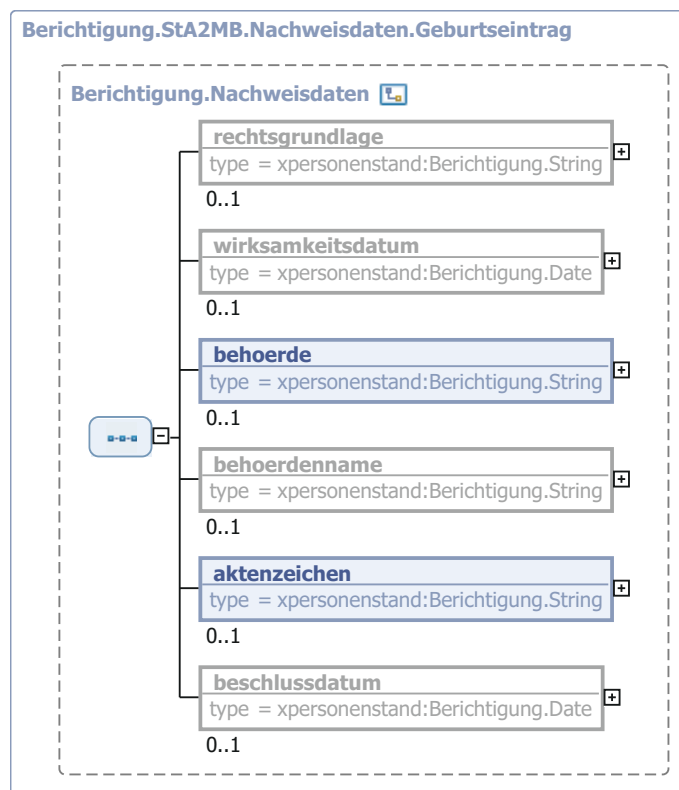 Berichtigung.StA2MB.Nachweisdaten.Geburtseintrag
Berichtigung.Nachweisdaten
rechtsgrundlage
type = xpersonenstand:Berichtigung.String
0..1
wirksamkeitsdatum
type = xpersonenstand:Berichtigung.Date
0..1
behoerde
type = xpersonenstand:Berichtigung.String
0..1
behoerdenname
type = xpersonenstand:Berichtigung.String
0..1
aktenzeichen
type = xpersonenstand:Berichtigung.String
0..1
beschlussdatum
type = xpersonenstand:Berichtigung.Date
0..1